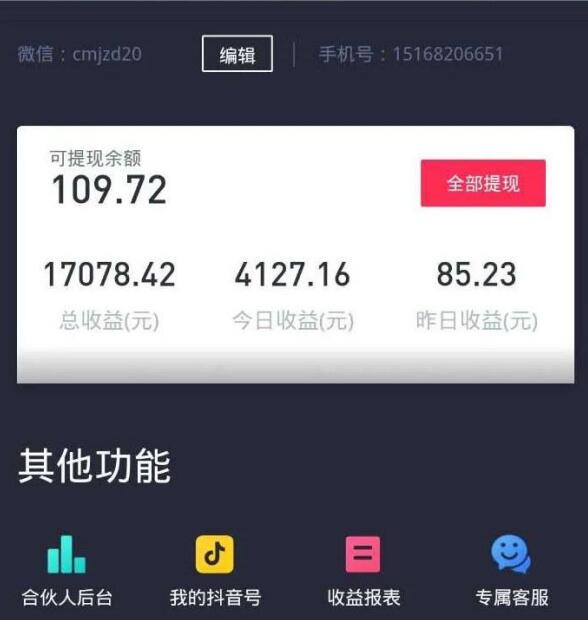 微信：cmjzd20 编辑 手机号：15168206651
可提现余额
109.72
全部提现
17078.42 4127.16 85.23
总收益(元) 今日收益(元) 昨日收益(元)
其他功能
合伙人后台 我的抖音号 收益报表 专属客服